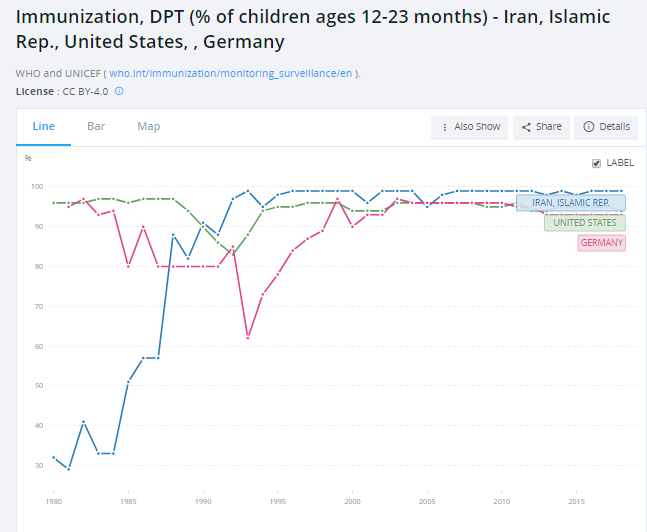 Immunization, DPT (% of children ages 12-23 months) - Iran, Islamic
Rep., United States, , Germany
WHO and UNICEF ( who.int/immunization/monitoring_surveillance/en ).
License : CC BY-4.0
Line Bar Map Also Show Share Details
% LABEL
100
90
80
70
60
50
40
30
IRAN, ISLAMIC REP.
UNITED STATES
GERMANY
1980 1985 1990 1995 2000 2005 2010 2015